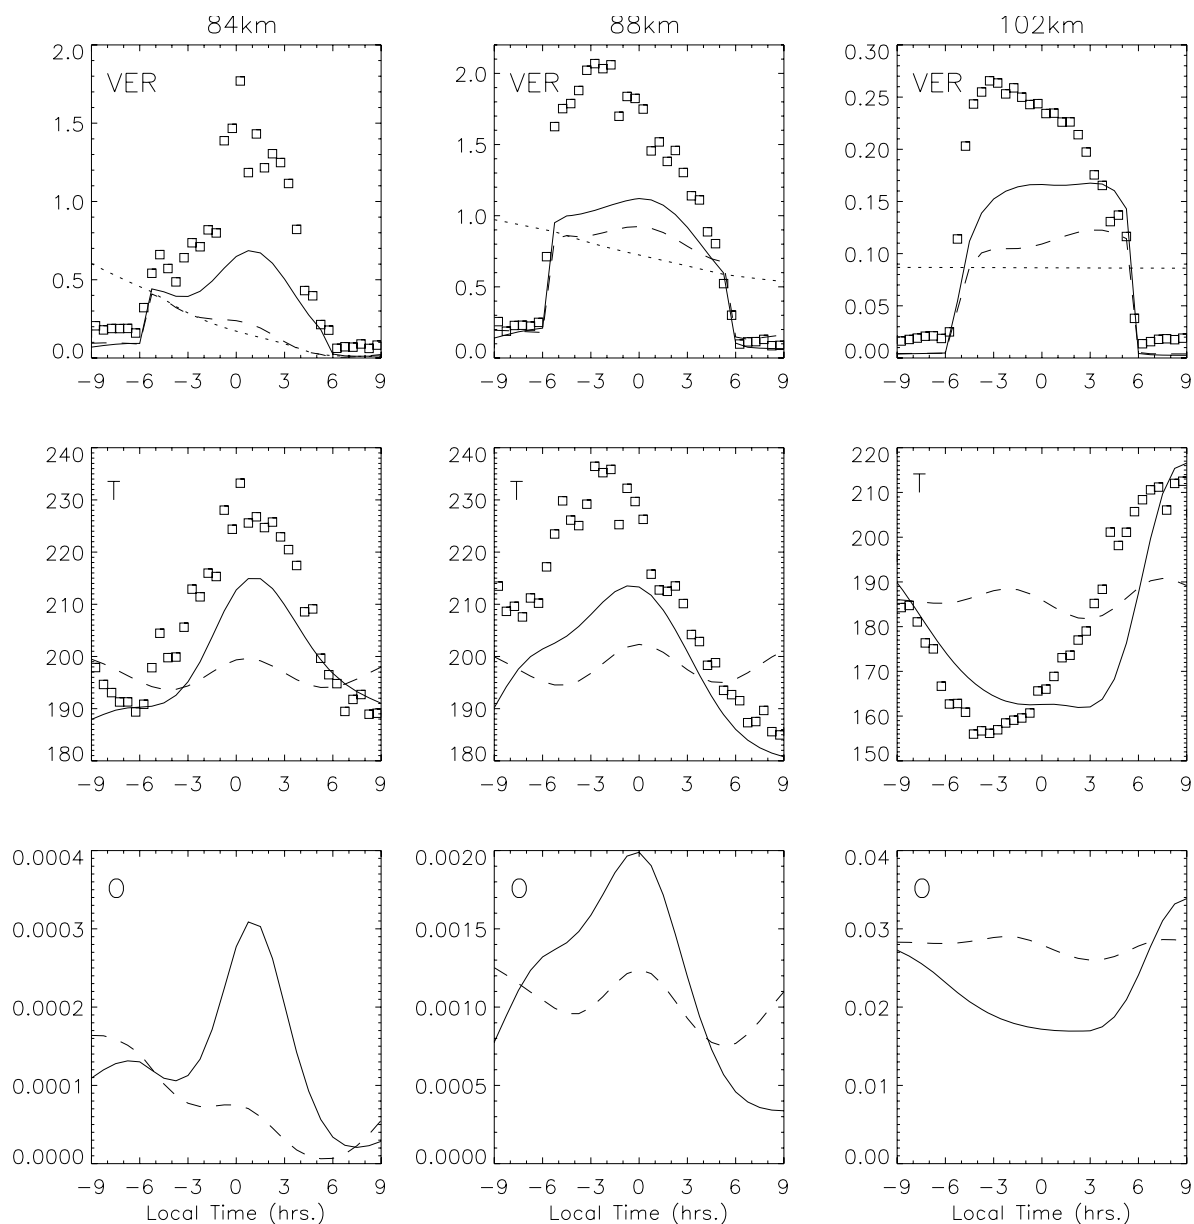 84km 88km 102km
VER VER VER
2.0 1.5 1.0 0.5 0.0
2.0 1.5 1.0 0.5 0.0
0.30 0.25 0.20 0.15 0.10 0.05 0.00
−9 −6 −3 0 3 6 9 −9 −6 −3 0 3 6 9 −9 −6 −3 0 3 6 9
T T T
240 230 220 210 200 190 180
240 230 220 210 200 190 180
220 210 200 190 180 170 160 150
−9 −6 −3 0 3 6 9 −9 −6 −3 0 3 6 9 −9 −6 −3 0 3 6 9
O O O
0.0004 0.0003 0.0002 0.0001 0.0000
0.0020 0.0015 0.0010 0.0005 0.0000
0.04 0.03 0.02 0.01 0.00
−9 −6 −3 0 3 6 9 −9 −6 −3 0 3 6 9 −9 −6 −3 0 3 6 9
Local Time (hrs.) Local Time (hrs.) Local Time (hrs.)